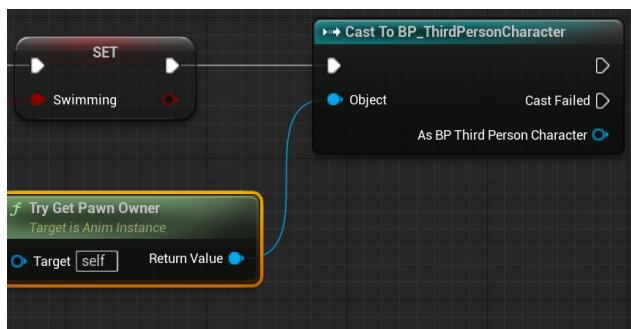 SET
Swimming
Cast To BP_ThirdPersonCharacter
Object
Cast Failed
As BP Third Person Character
f Try Get Pawn Owner
Target is Anim Instance
Target self Return Value